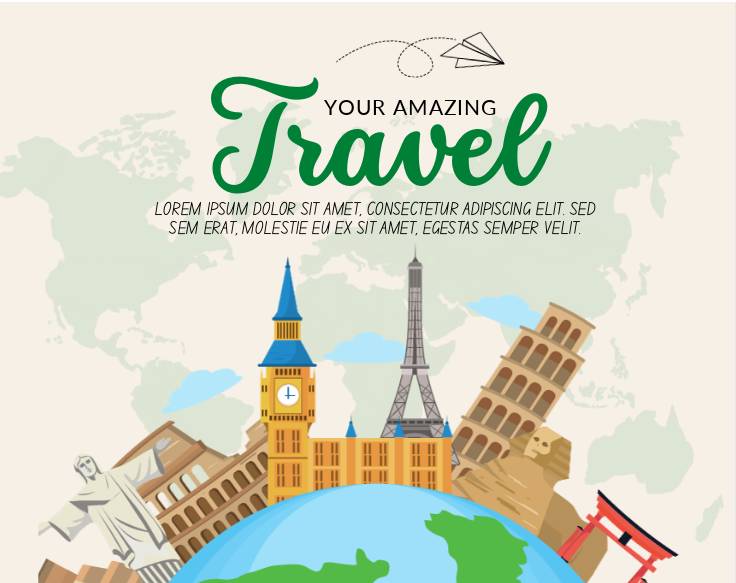 YOUR AMAZING
Travel
LOREM IPSUM DOLOR SIT AMET, CONSECTETUR ADIPISCING ELIT. SED
SEM ERAT, MOLESTIE EU EX SIT AMET, EGESTAS SEMPER VELIT.